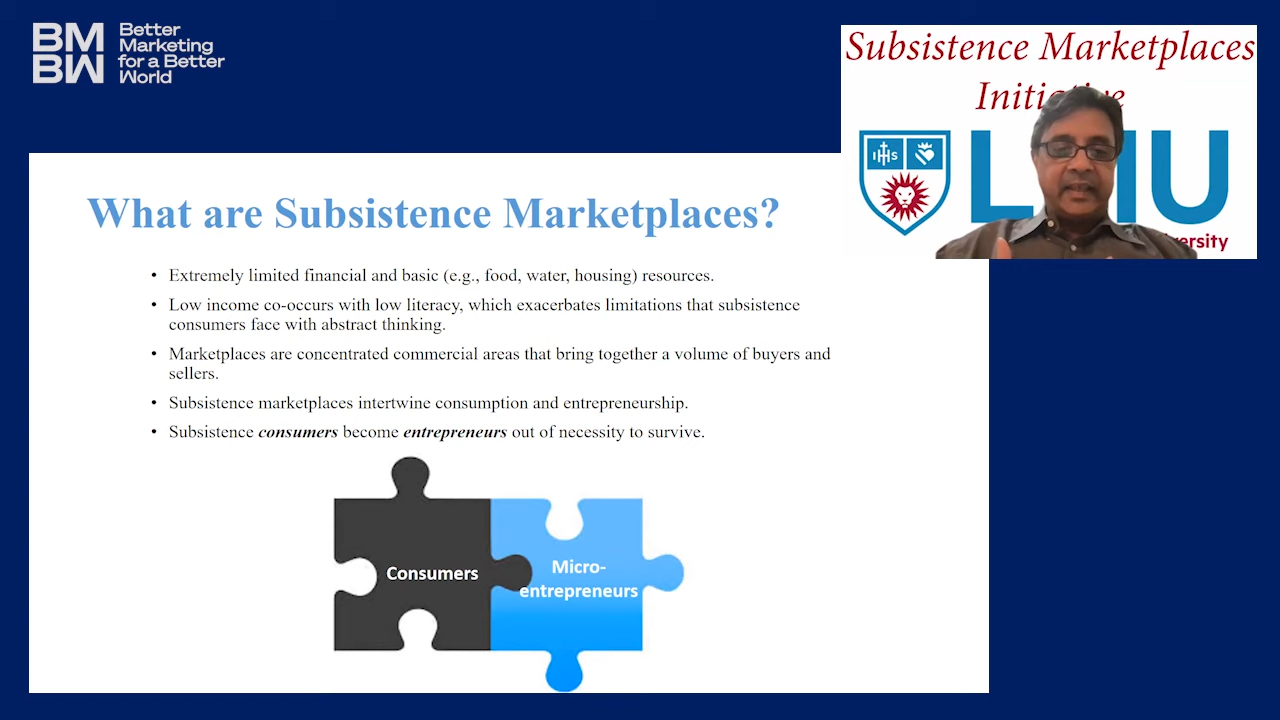 BM
BW
Better
Marketing
for a Better
World
Subsistence Marketplaces
What are Subsistence Marketplaces?
• Extremely limited financial and basic (e.g., food, water, housing) resources.
• Low income co-occurs with low literacy, which exacerbates limitations that subsistence
consumers face with abstract thinking.
• Marketplaces are concentrated commercial areas that bring together a volume of buyers and
sellers.
• Subsistence marketplaces intertwine consumption and entrepreneurship.
• Subsistence consumers become entrepreneurs out of necessity to survive.
Consumers
Micro-
entrepreneurs